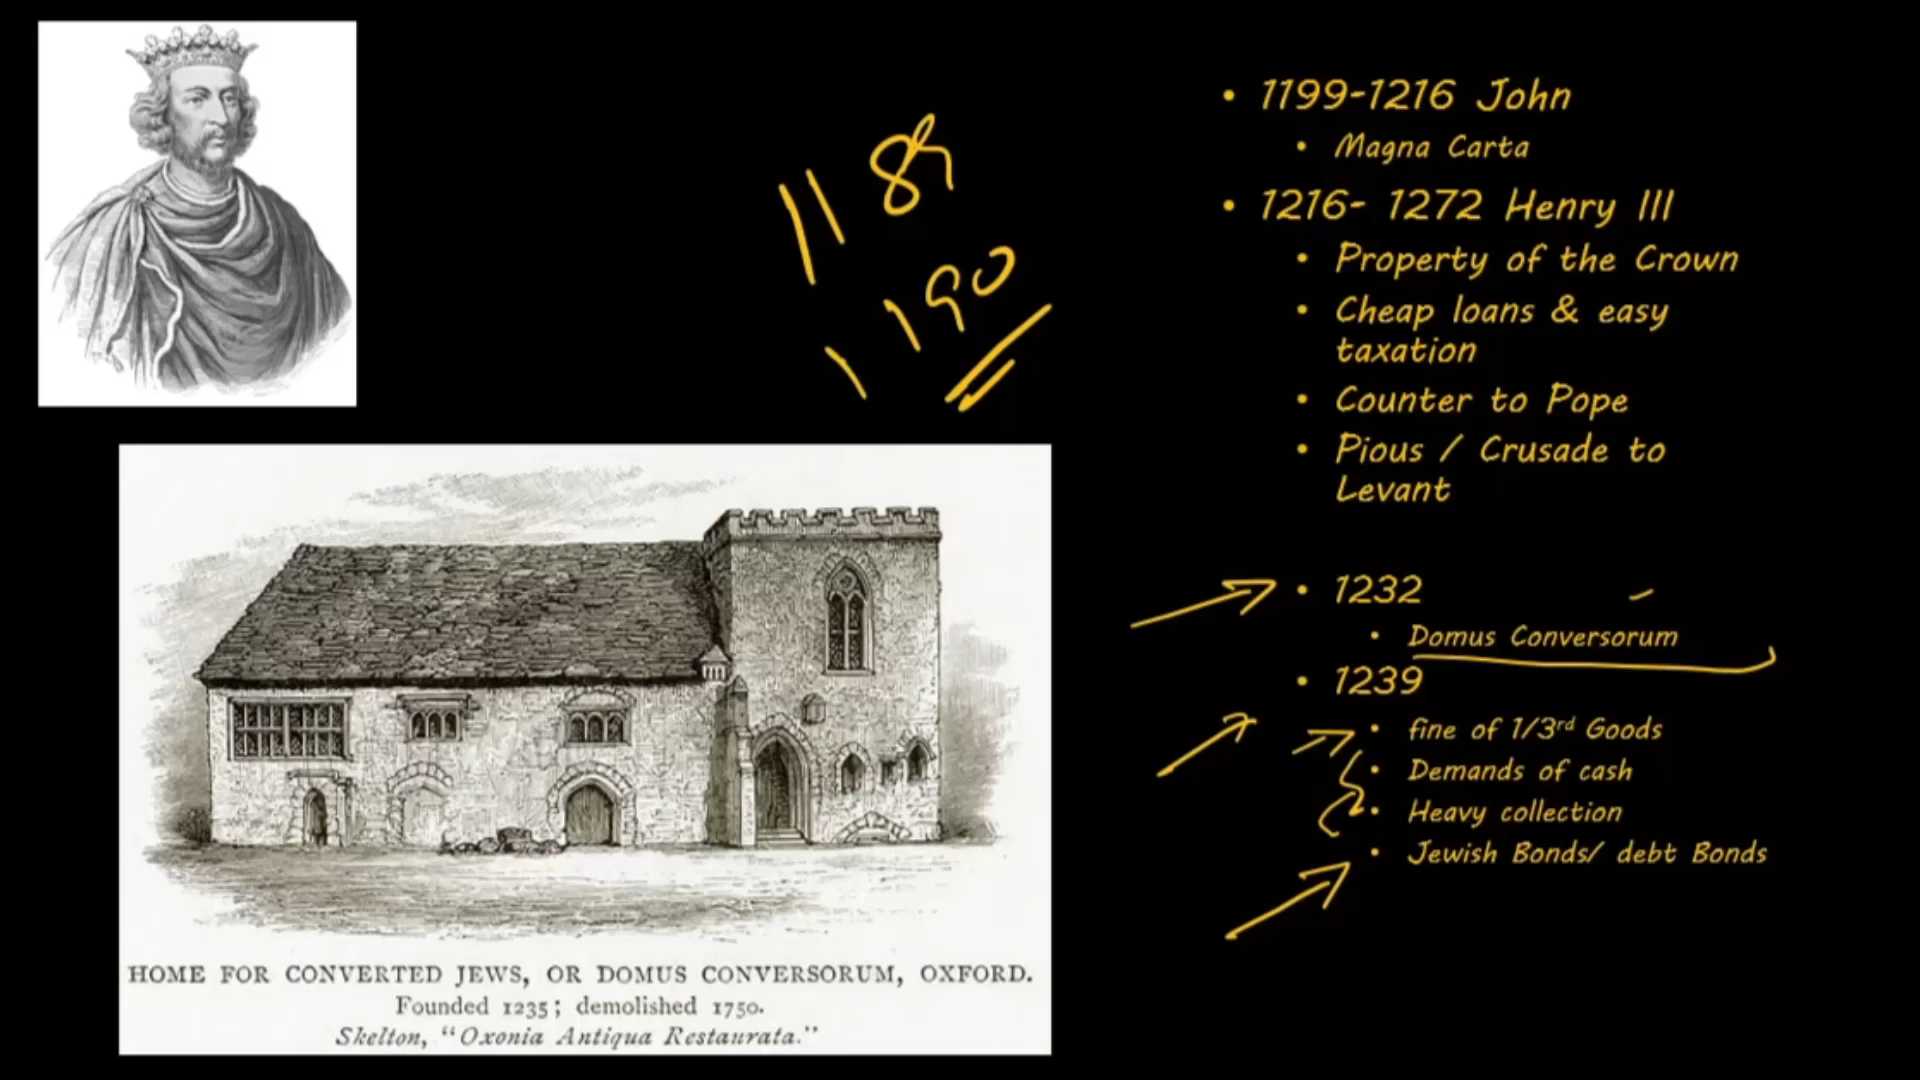 1189
1190
• 1199-1216 John
• Magna Carta
• 1216- 1272 Henry III
• Property of the Crown
• Cheap loans & easy
taxation
• Counter to Pope
• Pious / Crusade to
Levant
• 1232
• Domus Conversorum
• 1239
• fine of 1/3rd Goods
• Demands of cash
• Heavy collection
• Jewish Bonds/ debt Bonds
HOME FOR CONVERTED JEWS, OR DOMUS CONVERSORUM, OXFORD.
Founded 1235; demolished 1750.
Skelton, "Oxonia Antiqua Restaurata."